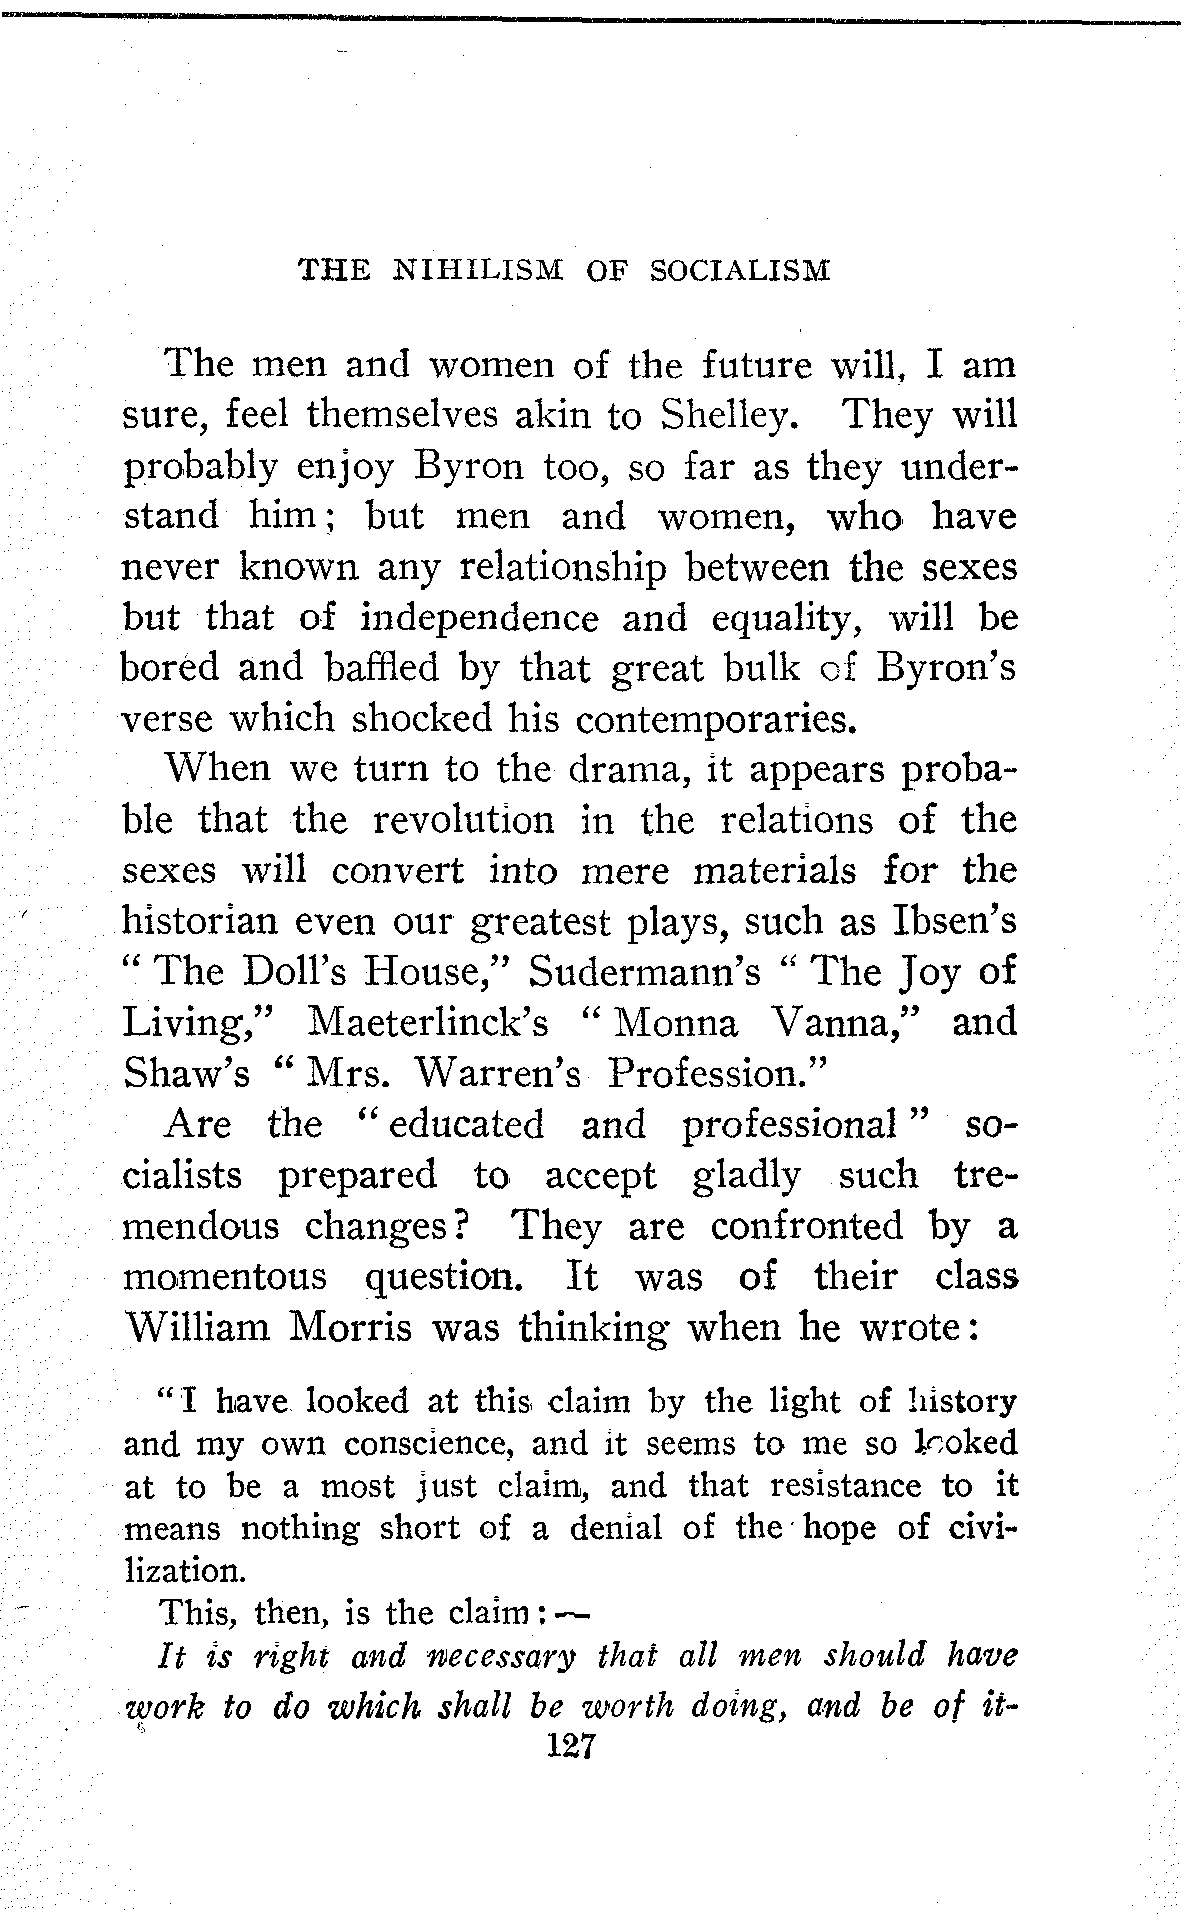 THE NIHILISM OF SOCIALISM
The men and women of the future will, I am
sure, feel themselves akin to Shelley. They will
probably enjoy Byron too, so far as they under-
stand him; but men and women, who have
never known any relationship between the sexes
but that of independence and equality, will be
bored and baffled by that great bulk of Byron's
verse which shocked his contemporaries.
When we turn to the drama, it appears proba-
ble that the revolution in the relations of the
sexes will convert into mere materials for the
historian even our greatest plays, such as Ibsen's
" The Doll's House," Sudermann's " The Joy of
Living," Maeterlinck's " Monna Vanna," and
Shaw's " Mrs. Warren's Profession."
Are the " educated and professional " so-
cialists prepared to accept gladly such tre-
mendous changes? They are confronted by a
momentous question. It was of their class
William Morris was thinking when he wrote:
" I have looked at this claim by the light of history
and my own conscience, and it seems to me so looked
at to be a most just claim, and that resistance to it
means nothing short of a denial of the hope of civi-
lization.
This, then, is the claim:—
It is right and necessary that all men should have
work to do which shall be worth doing, and be of it-
127